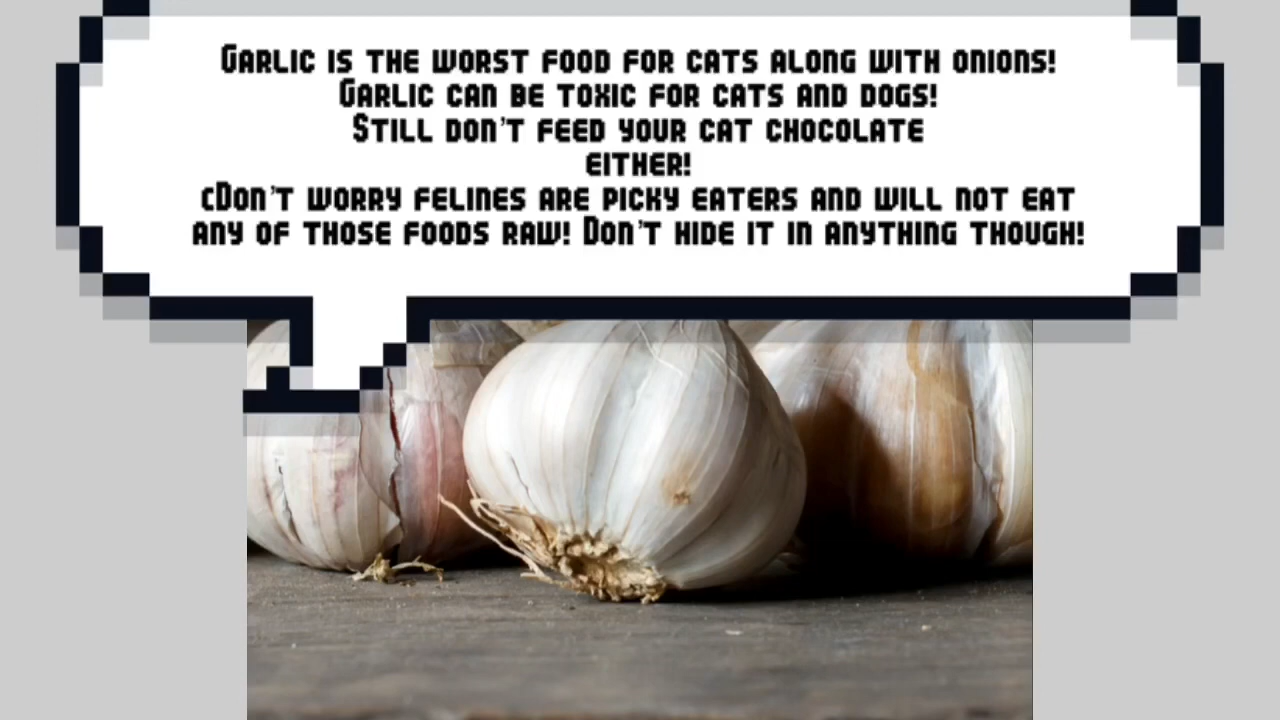 Garlic is the worst food for cats along with onions!
Garlic can be toxic for cats and dogs!
Still don't feed your cat chocolate
either!
cDon't worry felines are picky eaters and will not eat
any of those foods raw! Don't hide it in anything though!